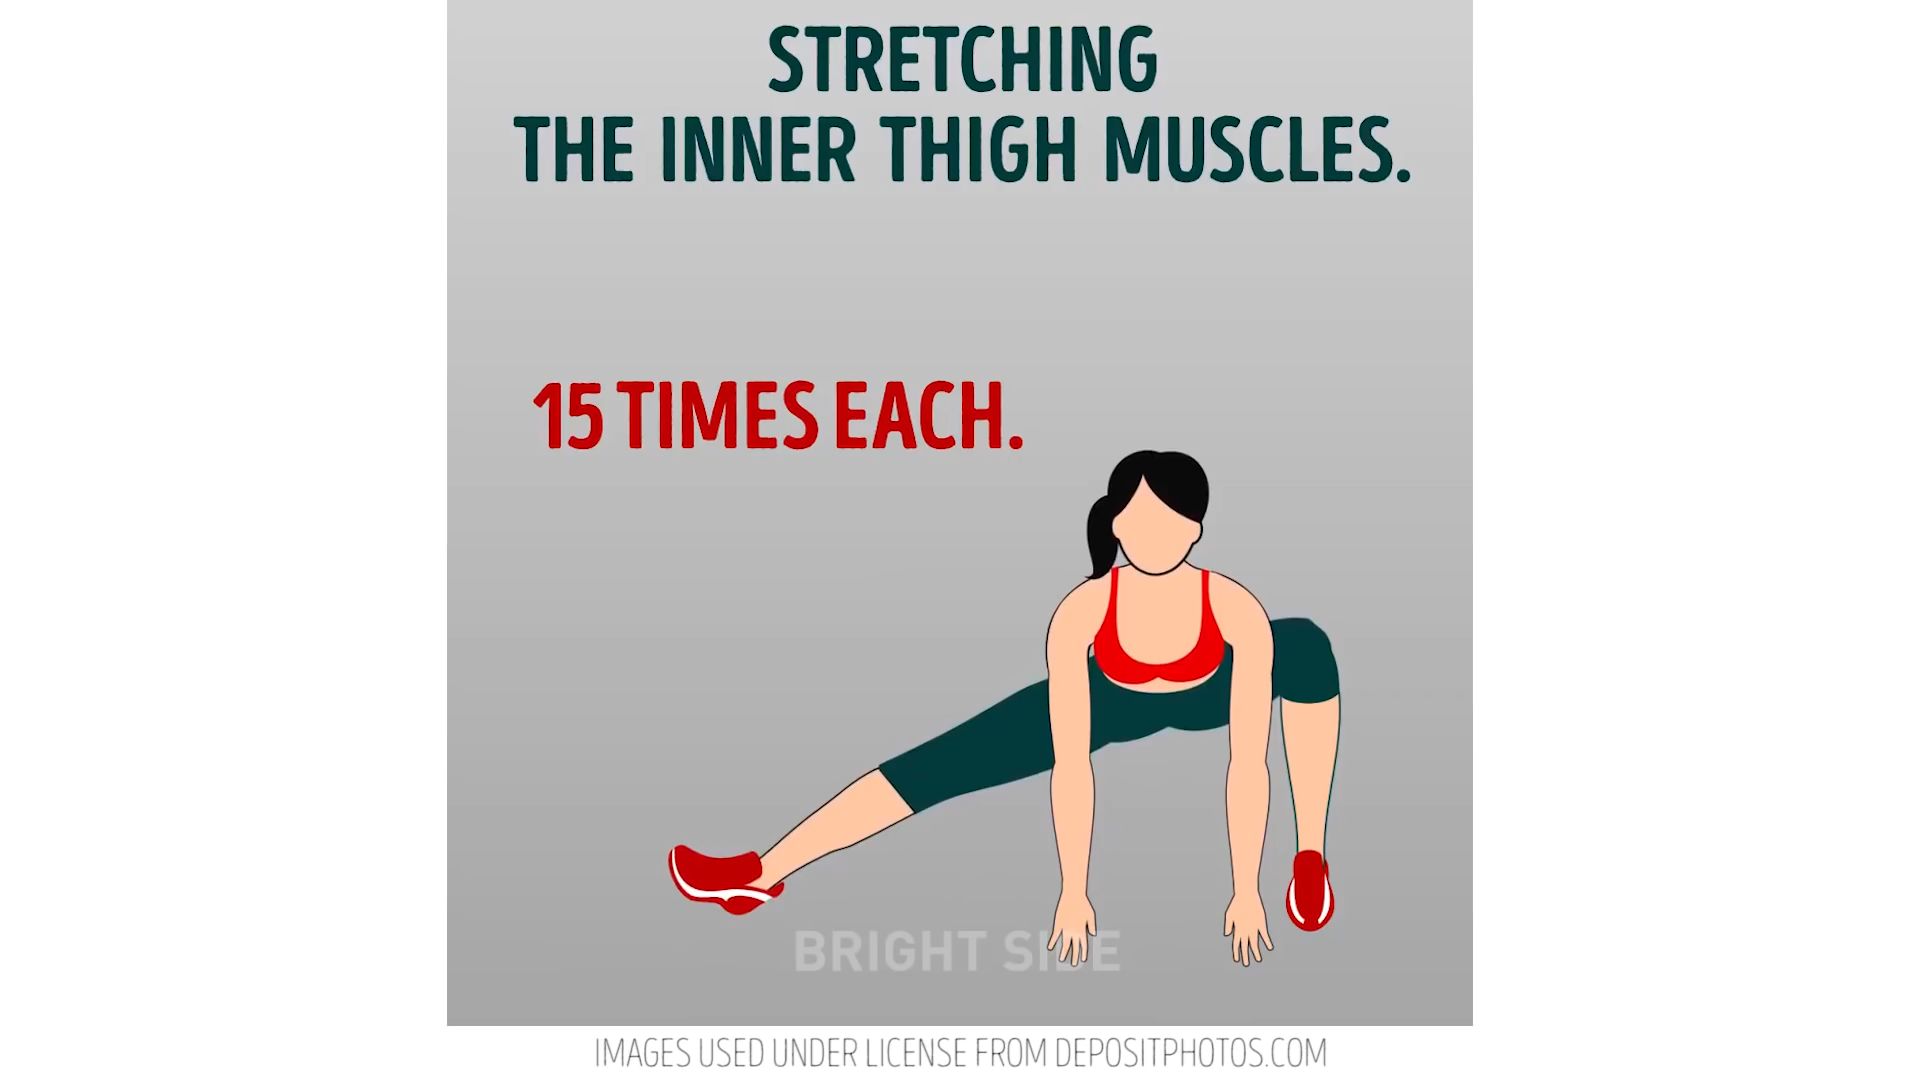 STRETCHING
THE INNER THIGH MUSCLES.
15 TIMES EACH.
BRIGHT SIDE
IMAGES USED UNDER LICENSE FROM DEPOSITPHOTOS.COM